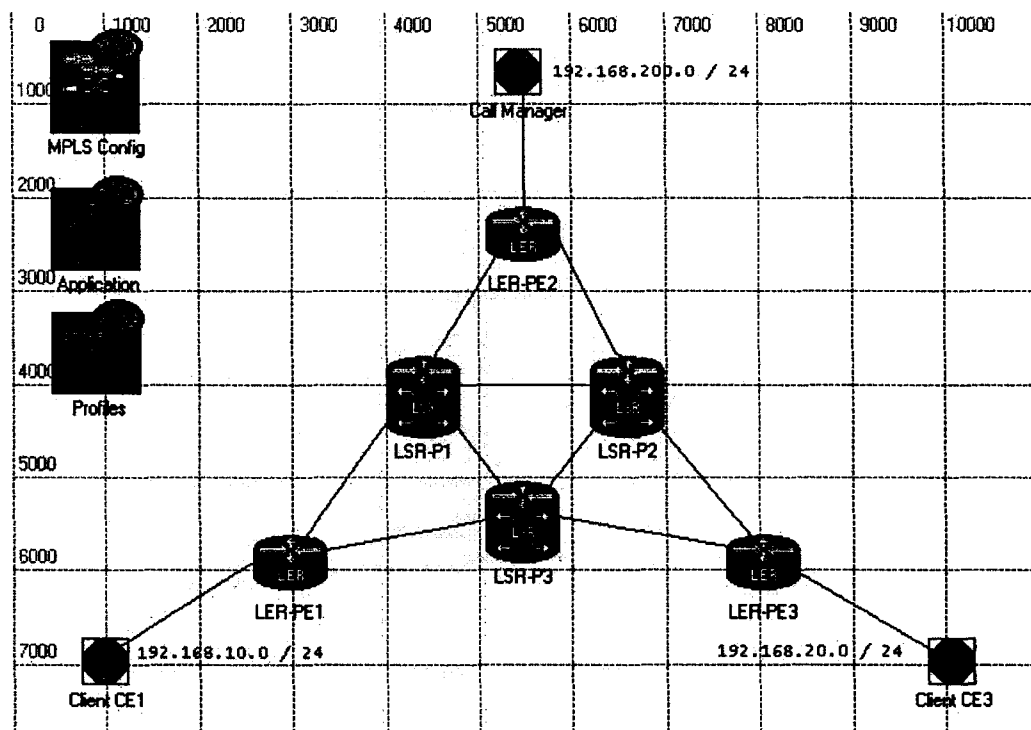 0 1000 2000 3000 4000 5000 6000 7000 8000 9000 10000
192.168.200.0 / 24
1000
Call Manager
MPLS Config
2000
LER
3000
Application
LER-PE2
4000
LSR
LSR
Profiles
LSR-P1
LSR-P2
5000
LSR
6000
LER
LER
LSR-P3
LER-PE1
LER-PE3
7000
192.168.10.0 / 24
192.168.20.0 / 24
Client CE1
Client CE3